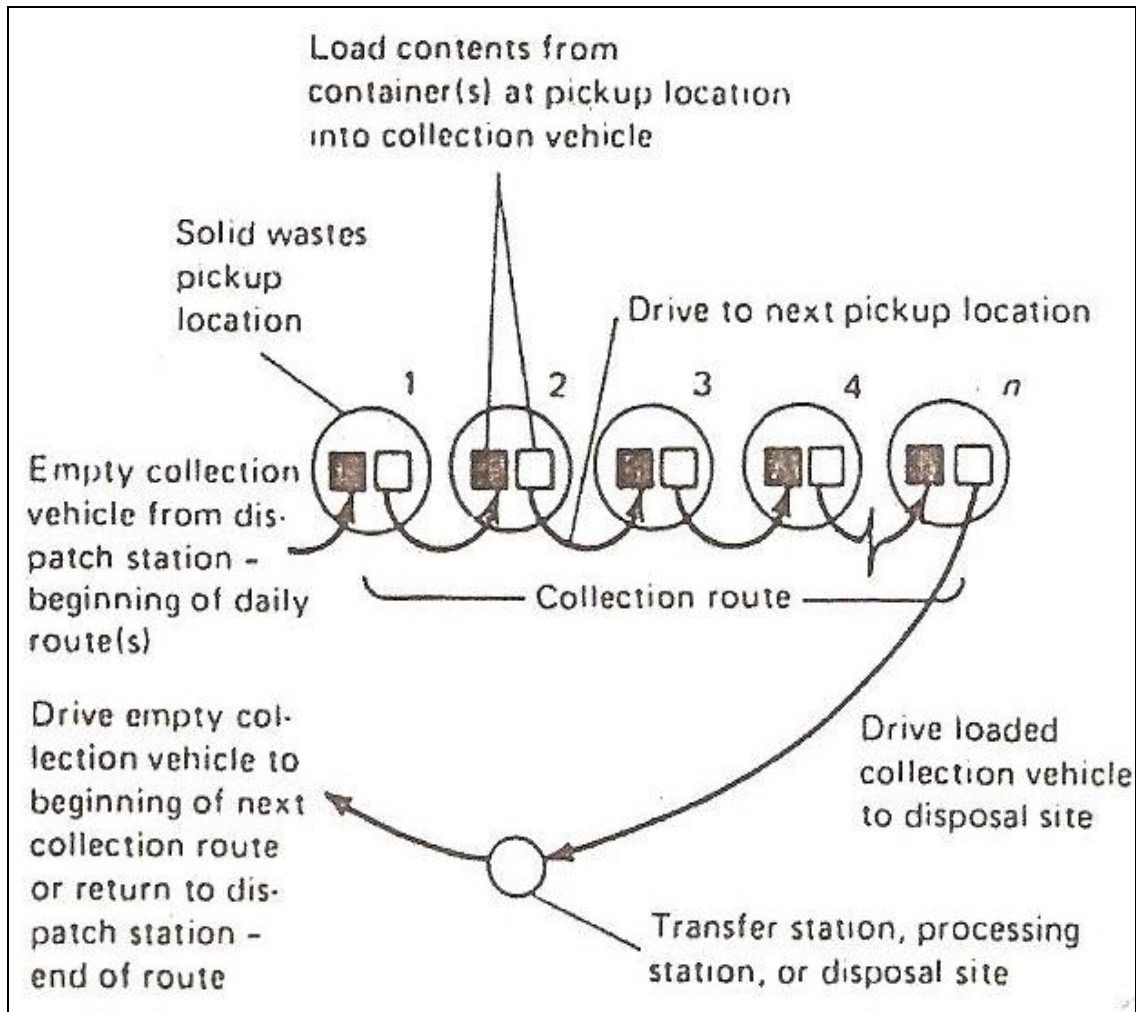 Load contents from
container(s) at pickup location
into collection vehicle
Solid wastes
pickup
location
Drive to next pickup location
1
2
3
4
n
Empty collection
vehicle from dis-
patch station –
beginning of daily
route(s)
Collection route
Drive empty col-
lection vehicle to
beginning of next
collection route
or return to dis-
patch station –
end of route
Drive loaded
collection vehicle
to disposal site
Transfer station, processing
station, or disposal site